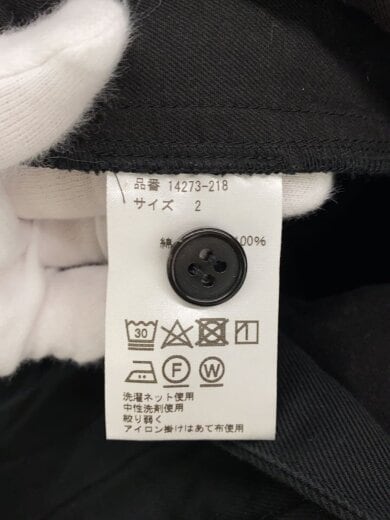 品番 14273-218
サイズ 2
綿 100%
30
F W
洗濯ネット使用
中性洗剤使用
絞り弱く
アイロン掛けはあて布使用